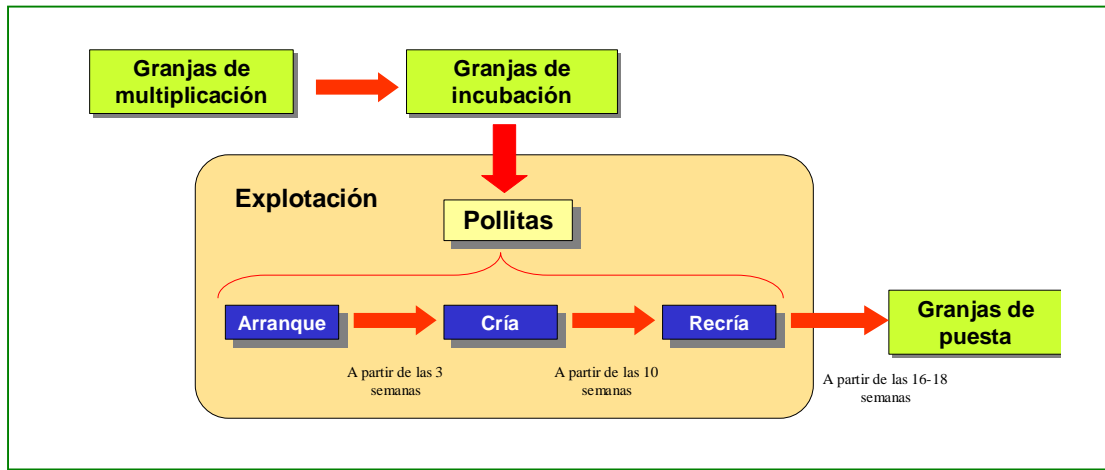 Granjas de
multiplicación
Granjas de
incubación
Explotación
Pollitas
Arranque
Cría
Recría
Granjas de
puesta
A partir de las 3
semanas
A partir de las 10
semanas
A partir de las 16-18
semanas